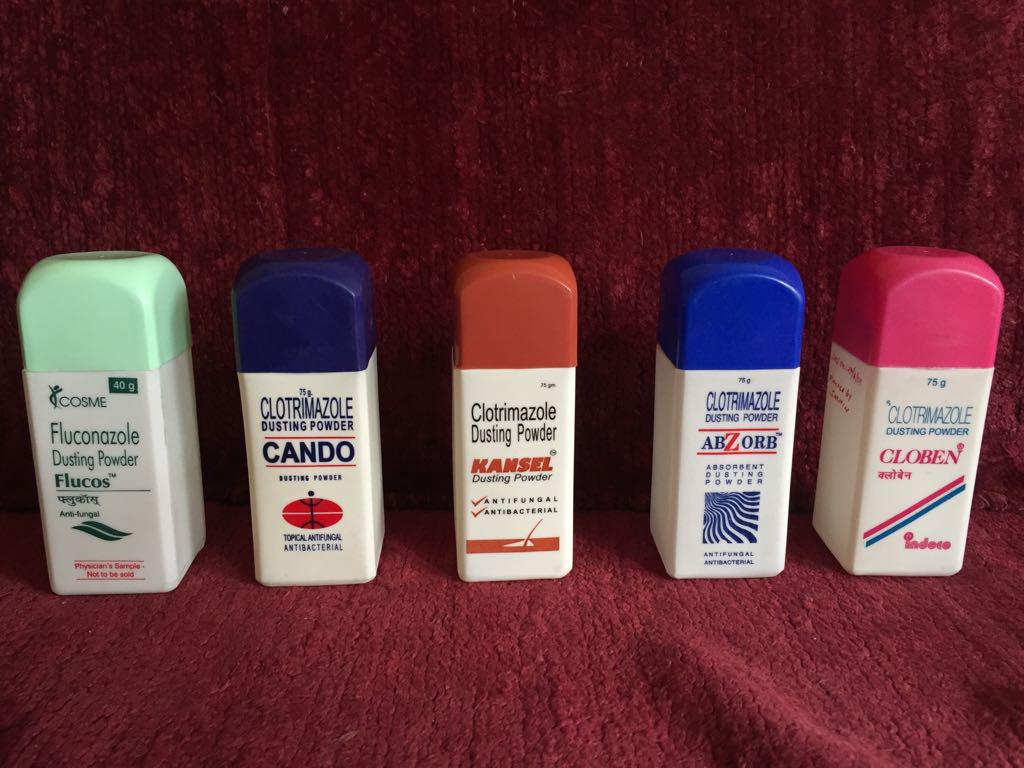 COSME
40 g
Fluconazole
Dusting Powder
Flucos™
फ्लुकॉस्
Anti-fungal
Physician's Sample -
Not to be sold
75 g.
CLOTRIMAZOLE
DUSTING POWDER
CANDO
DUSTING POWDER
TOPICAL ANTIFUNGAL
ANTIBACTERIAL
75 gm.
Clotrimazole
Dusting Powder
KANSEL™
Dusting Powder
ANTIFUNGAL
ANTIBACTERIAL
75 g
CLOTRIMAZOLE
DUSTING POWDER
ABZORB™
ABSORBENT
DUSTING
POWDER
ANTIFUNGAL
ANTIBACTERIAL
75 g
CLOTRIMAZOLE
DUSTING POWDER
CLOBEN®
क्लोबेन
indoco